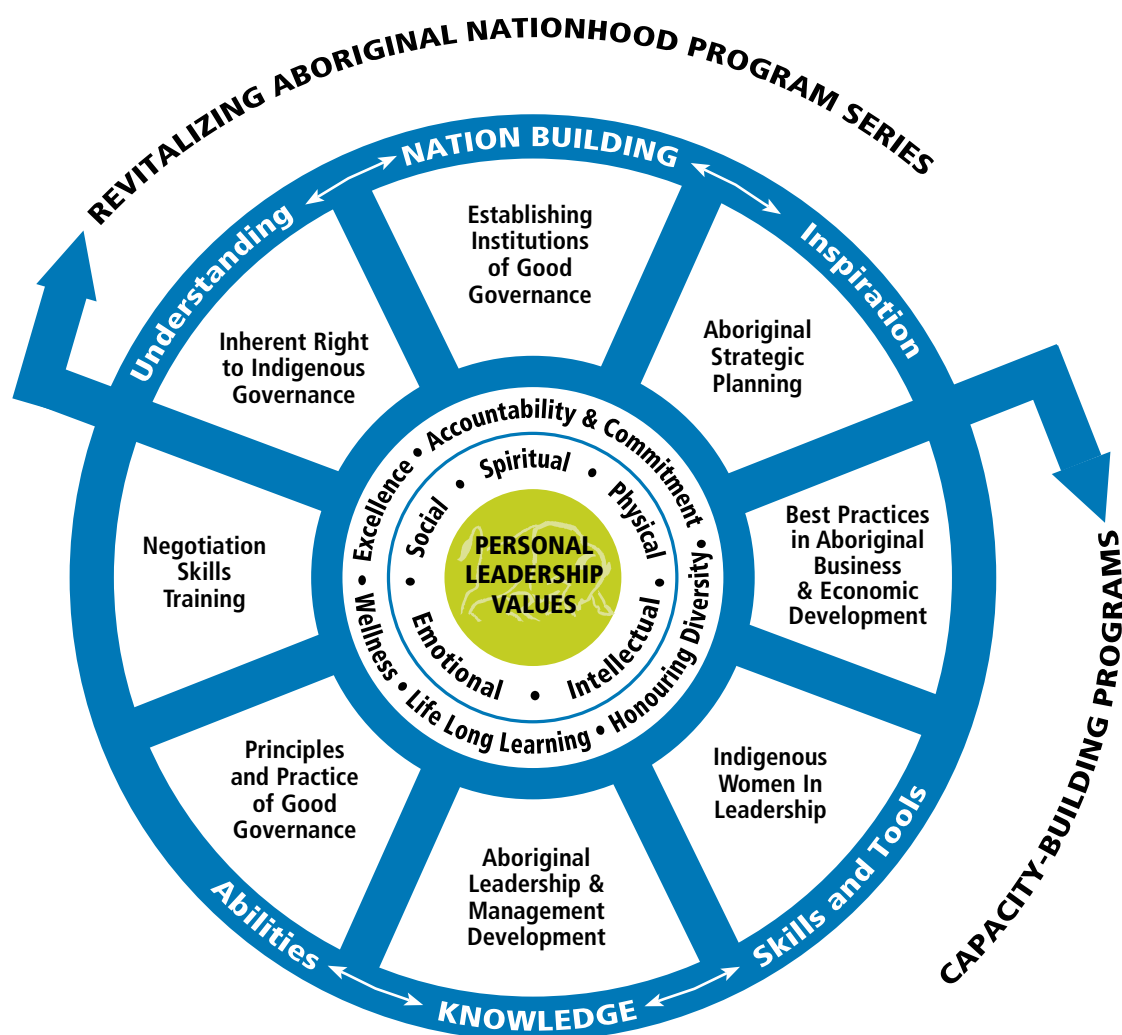 REVITALIZING ABORIGINAL NATIONHOOD PROGRAM SERIES
NATION BUILDING
Understanding
Inspiration
Establishing
Institutions
of Good
Governance
Inherent Right
to Indigenous
Governance
Aboriginal
Strategic
Planning
Negotiation
Skills
Training
Best Practices
in Aboriginal
Business
& Economic
Development
• Excellence • Accountability & Commitment • Honouring Diversity • Life Long Learning • Wellness
• Social • Spiritual • Physical • Intellectual • Emotional
PERSONAL
LEADERSHIP
VALUES
Principles
and Practice
of Good
Governance
Indigenous
Women In
Leadership
Aboriginal
Leadership &
Management
Development
Abilities
KNOWLEDGE
Skills and Tools
CAPACITY-BUILDING PROGRAMS